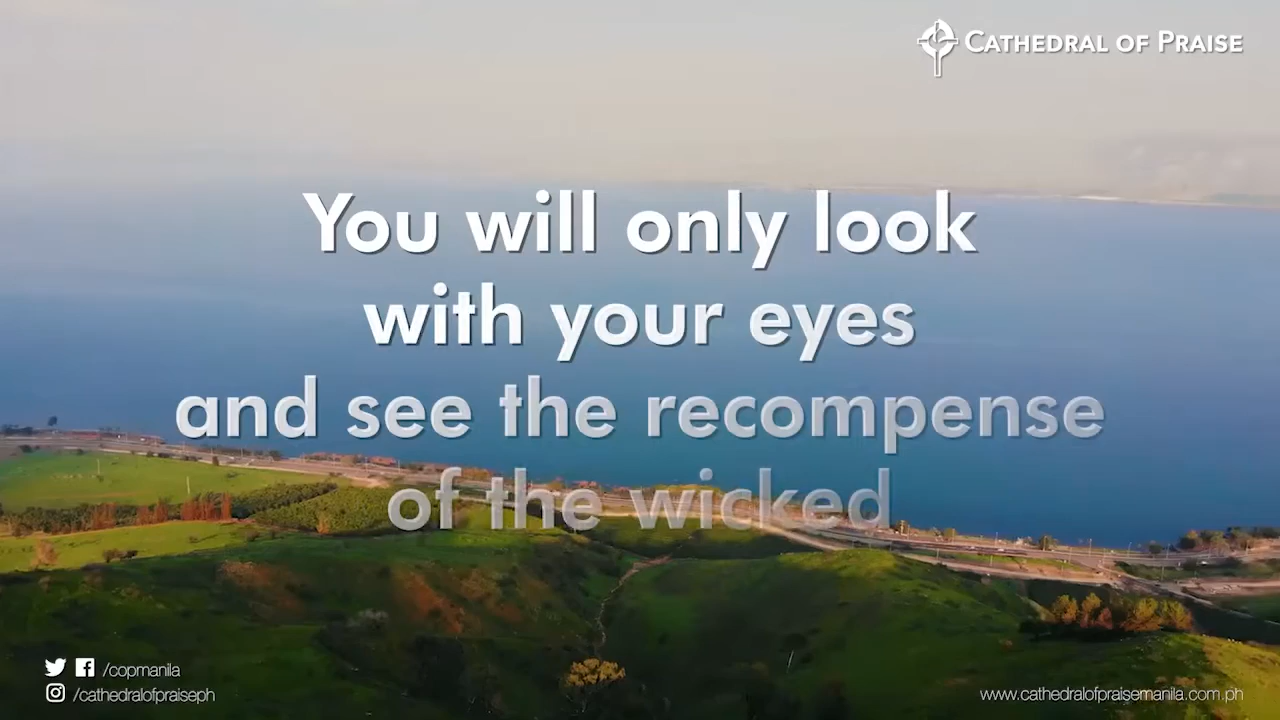 CATHEDRAL OF PRAISE
You will only look
with your eyes
and see the recompense
of the wicked
/copmanila
/cathedralofpraiseph
www.cathedralofpraisemanila.com.ph